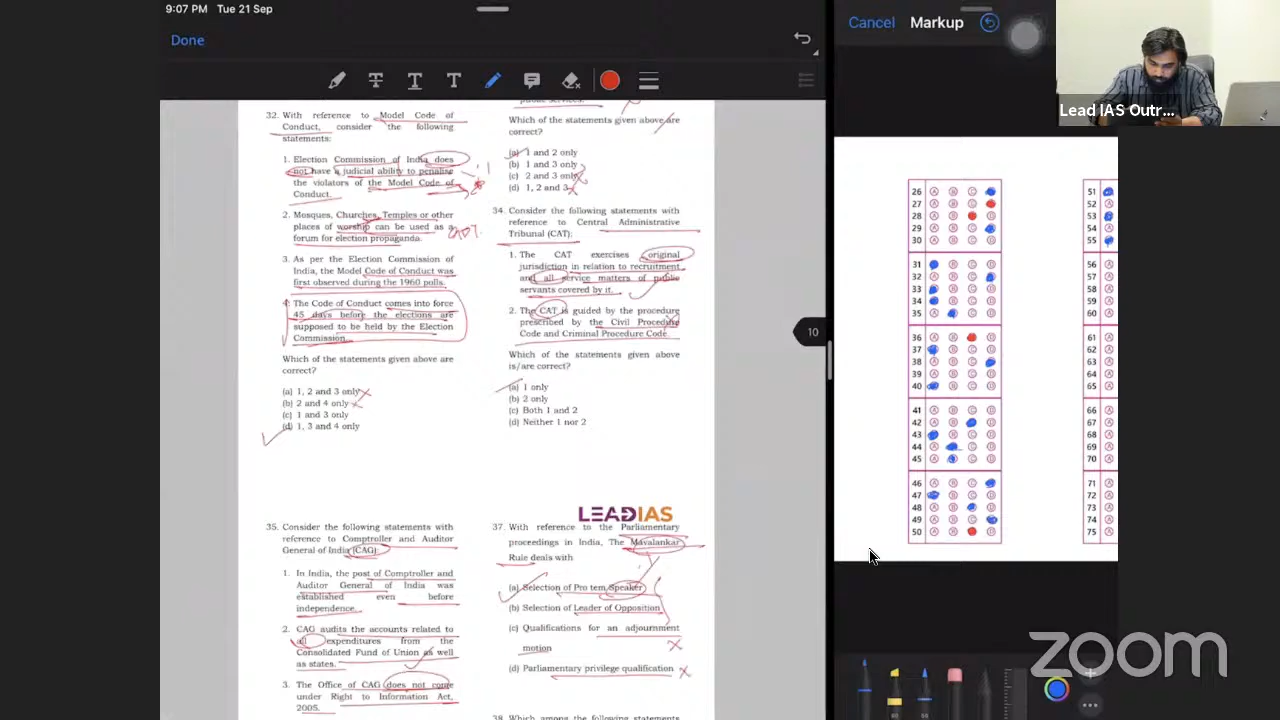 9:07 PM Tue 21 Sep
Done
Cancel
Markup
Lead IAS Outr...
32. With reference to Model Code of
Conduct, consider the following
statements:
1. Election Commission of India does
not have a judicial ability to penalise
the violators of the Model Code of
Conduct.
2. Mosques, Churches, Temples or other
places of worship can be used as a
forum for election propaganda.
3. As per the Election Commission of
India, the Model Code of Conduct was
first observed during the 1960 polls.
The Code of Conduct comes into force
45 days before the elections are
supposed to be held by the Election
Commission.
Which of the statements given above are
correct?
(a) 1, 2 and 3 only
(b) 2 and 4 only
(c) 1 and 3 only
(d) 1, 3 and 4 only
public services.
Which of the statements given above are
correct?
(a) 1 and 2 only
(b) 1 and 3 only
(c) 2 and 3 only
(d) 1, 2 and 3
34. Consider the following statements with
reference to Central Administrative
Tribunal (CAT):
1. The CAT exercises original
jurisdiction in relation to recruitment
and all service matters of public
servants covered by it.
2. The CAT is guided by the procedure
prescribed by the Civil Procedure
Code and Criminal Procedure Code.
Which of the statements given above
is/are correct?
(a) 1 only
(b) 2 only
(c) Both 1 and 2
(d) Neither 1 nor 2
10
LEADIAS
35. Consider the following statements with
reference to Comptroller and Auditor
General of India (CAG):
1. In India, the post of Comptroller and
Auditor General of India was
established even before
independence.
2. CAG audits the accounts related to
all expenditures from the
Consolidated Fund of Union as well
as states.
3. The Office of CAG does not come
under Right to Information Act,
2005.
37. With reference to the Parliamentary
proceedings in India, The Mavalankar
Rule deals with
(a) Selection of Pro tem Speaker
(b) Selection of Leader of Opposition
(c) Qualifications for an adjournment
motion
(d) Parliamentary privilege qualification
38. Which among the following statements
26 A B C
27 A B C
28 A B D
29 A B C
30 A B C D
31 B C D
32 A B C
33 B C D
34 B C D
35 A C D
36 A B D
37 B C D
38 A B C
39 A B C D
40 B C D
41 A B C D
42 A B D
43 B C D
44 A C D
45 A C D
46 A B C
47 B C D
48 A B D
49 A B C
50 A B D
51
52 A
53
54 A
55
56 A
57 A
58 A
59 A
60 A
61 A
62 A
63 A
64 A
65 A
66 A
67 A
68 A
69 A
70 A
71 A
72 A
73 A
74 A
75 A
zoom